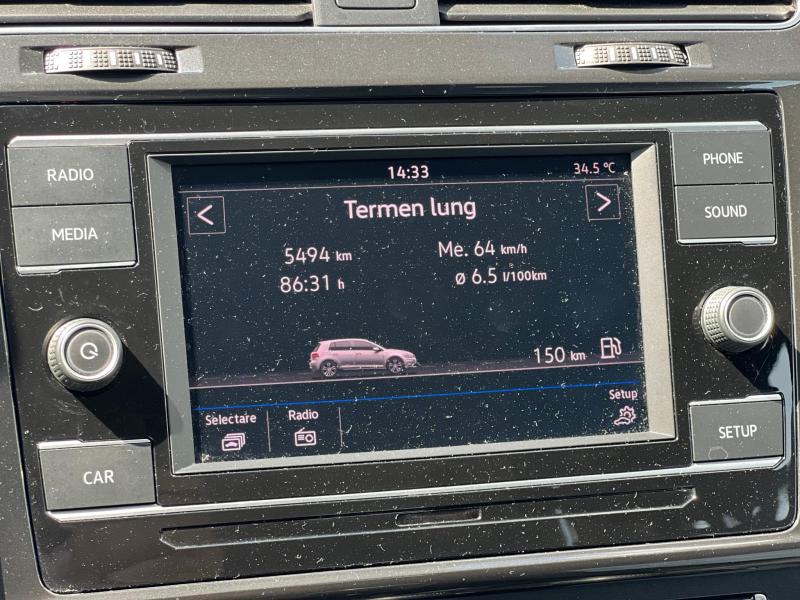 RADIO
MEDIA
CAR
14:33
34.5 °C
<
Termen lung
>
5494 km
Me. 64 km/h
86:31 h
ø 6.5 l/100km
150 km
Selectare
Radio
Setup
PHONE
SOUND
SETUP